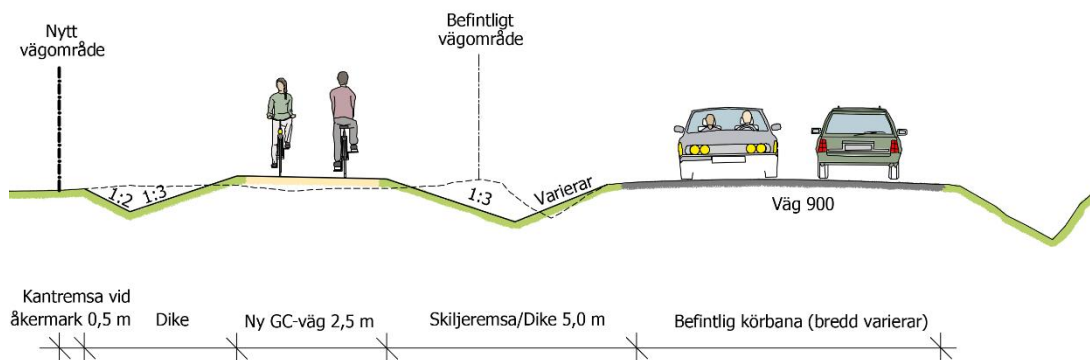 Nytt
vägområde
Befintligt
vägområde
1:2 1:3
1:3
Varierar
Väg 900
Kantremsa vid
åkermark 0,5 m
Dike
Ny GC-väg 2,5 m
Skiljeremsa/Dike 5,0 m
Befintlig körbana (bredd varierar)